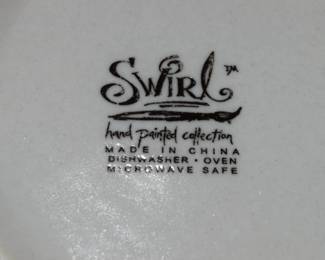 SWIRL™
hand painted collection
MADE IN CHINA
DISHWASHER • OVEN
MICROWAVE SAFE